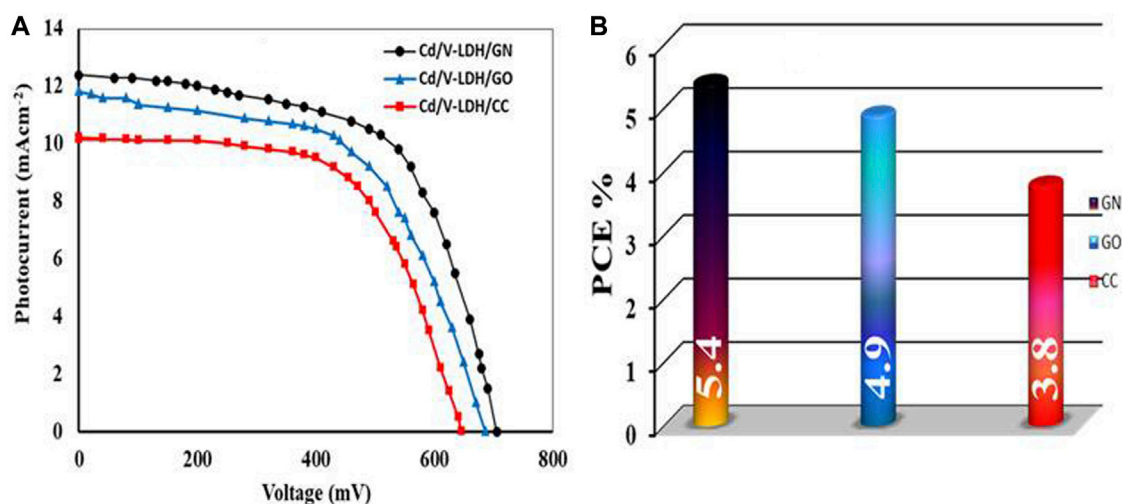 A
14
12
10
8
6
4
2
0
Photocurrent (mAcm⁻²)
0 200 400 600 800
Voltage (mV)
Cd/V-LDH/GN
Cd/V-LDH/GO
Cd/V-LDH/CC
B
6
5
4
3
2
1
0
PCE %
5.4
4.9
3.8
GN
GO
CC